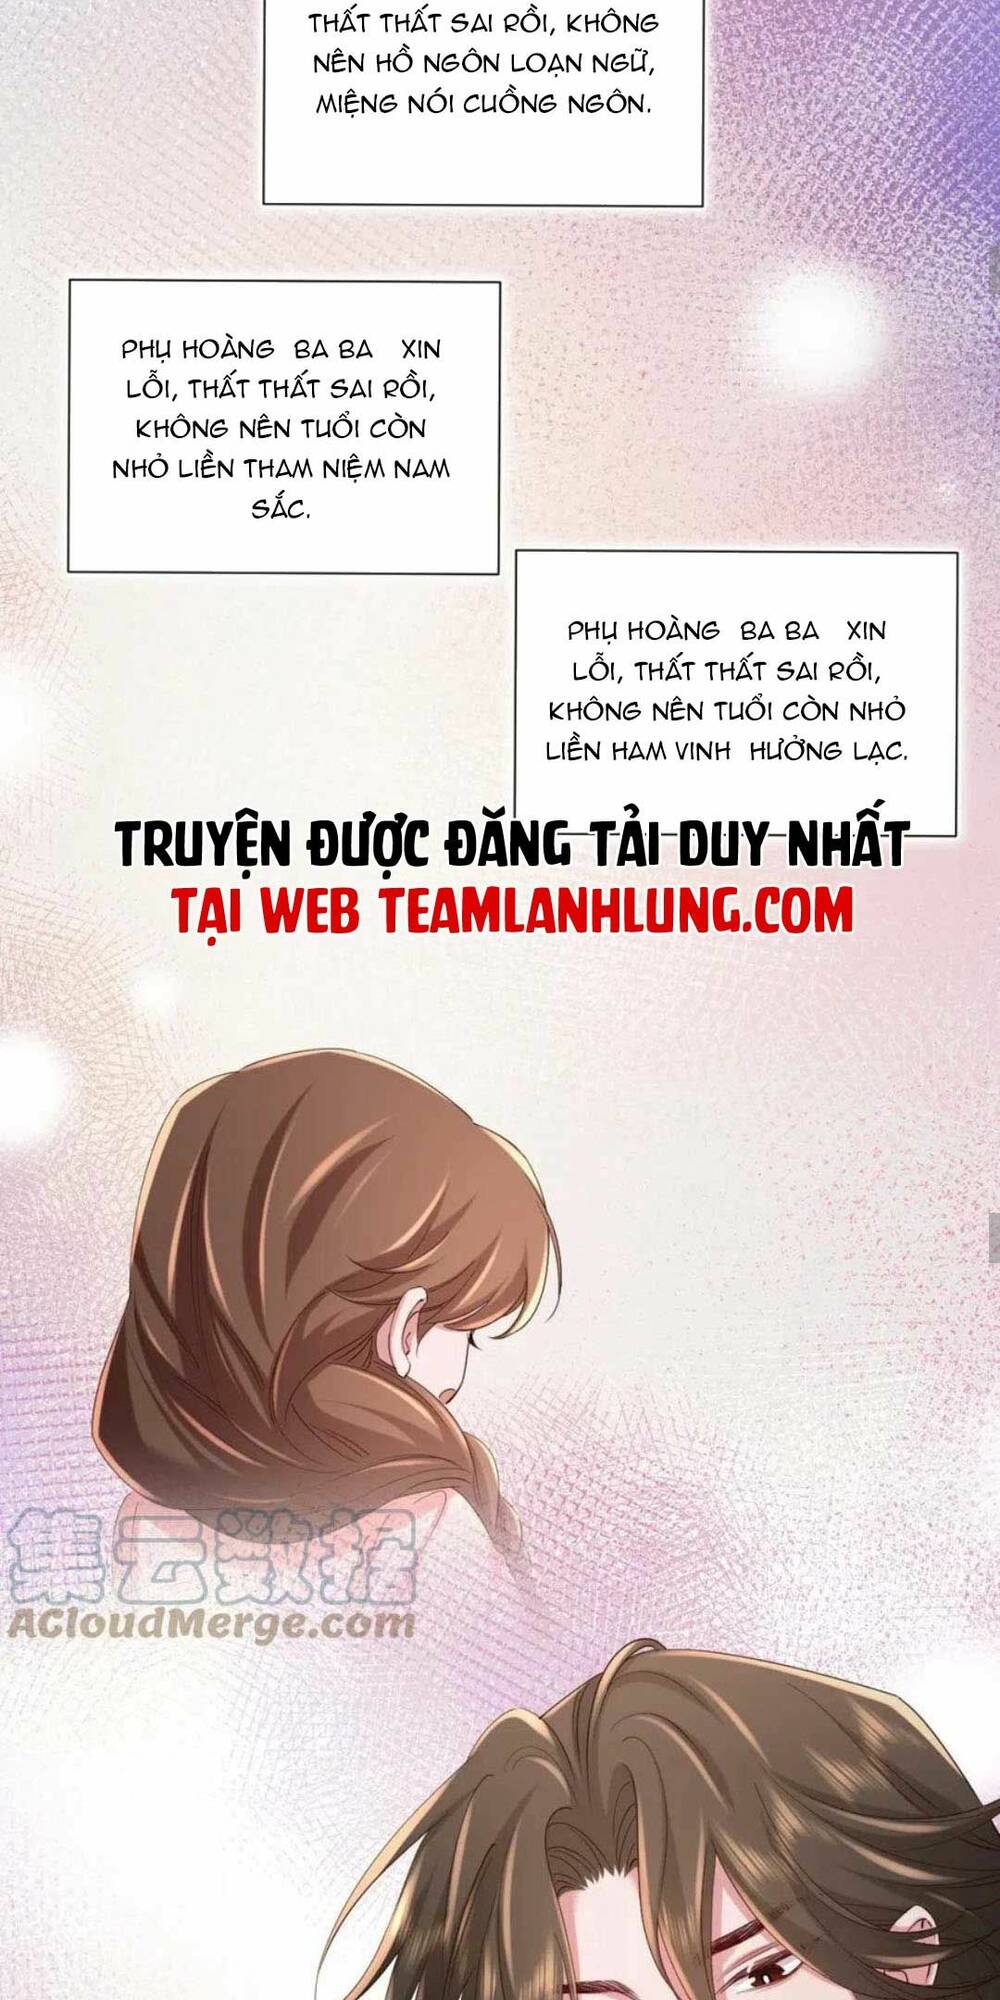 THẤT THẤT SAI RỒI, KHÔNG
NÊN HỒ NGÔN LOẠN NGỮ,
MIỆNG NÓI CUỒNG NGÔN.
PHỤ HOÀNG BA BA XIN
LỖI, THẤT THẤT SAI RỒI,
KHÔNG NÊN TUỔI CÒN
NHỎ LIỀN THAM NIỆM NAM
SẮC.
PHỤ HOÀNG BA BA XIN
LỖI, THẤT THẤT SAI RỒI,
KHÔNG NÊN TUỔI CÒN NHỎ
LIỀN HAM VINH HƯỞNG LẠC.
TRUYỆN ĐƯỢC ĐĂNG TẢI DUY NHẤT
TẠI WEB TEAMLANHLUNG.COM
集云数据
ACloudMerge.com